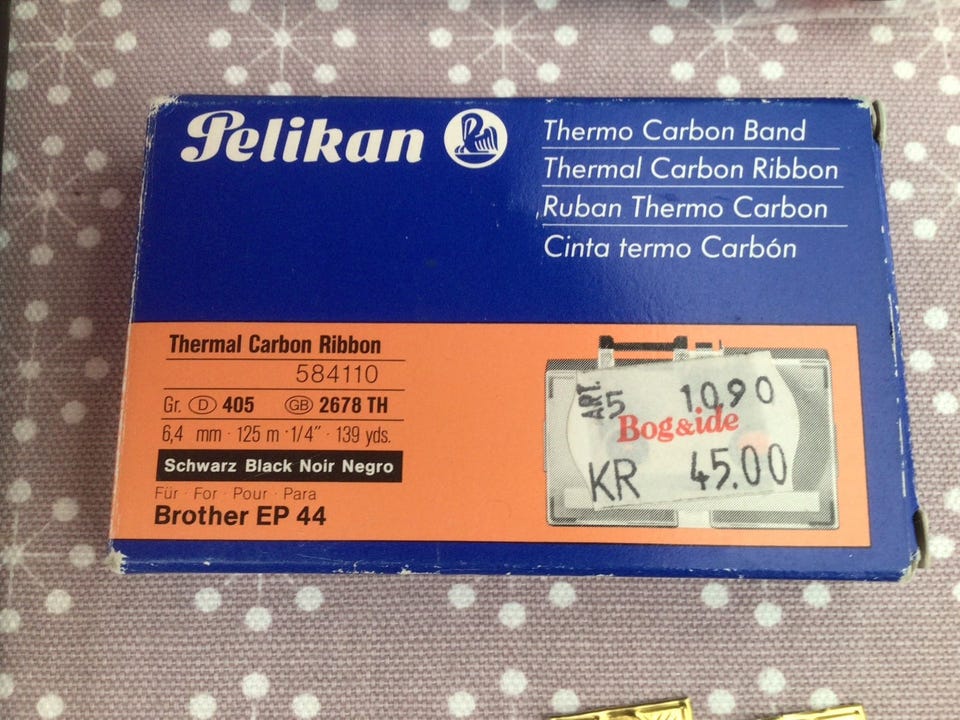 Pelikan
Thermo Carbon Band
Thermal Carbon Ribbon
Ruban Thermo Carbon
Cinta termo Carbón
Thermal Carbon Ribbon
584110
Gr. D 405 GB 2678 TH
6,4 mm · 125 m · 1/4" · 139 yds.
Schwarz Black Noir Negro
Für · For · Pour · Para
Brother EP 44
ART. 5 1090
Bog&ide
KR 45.00